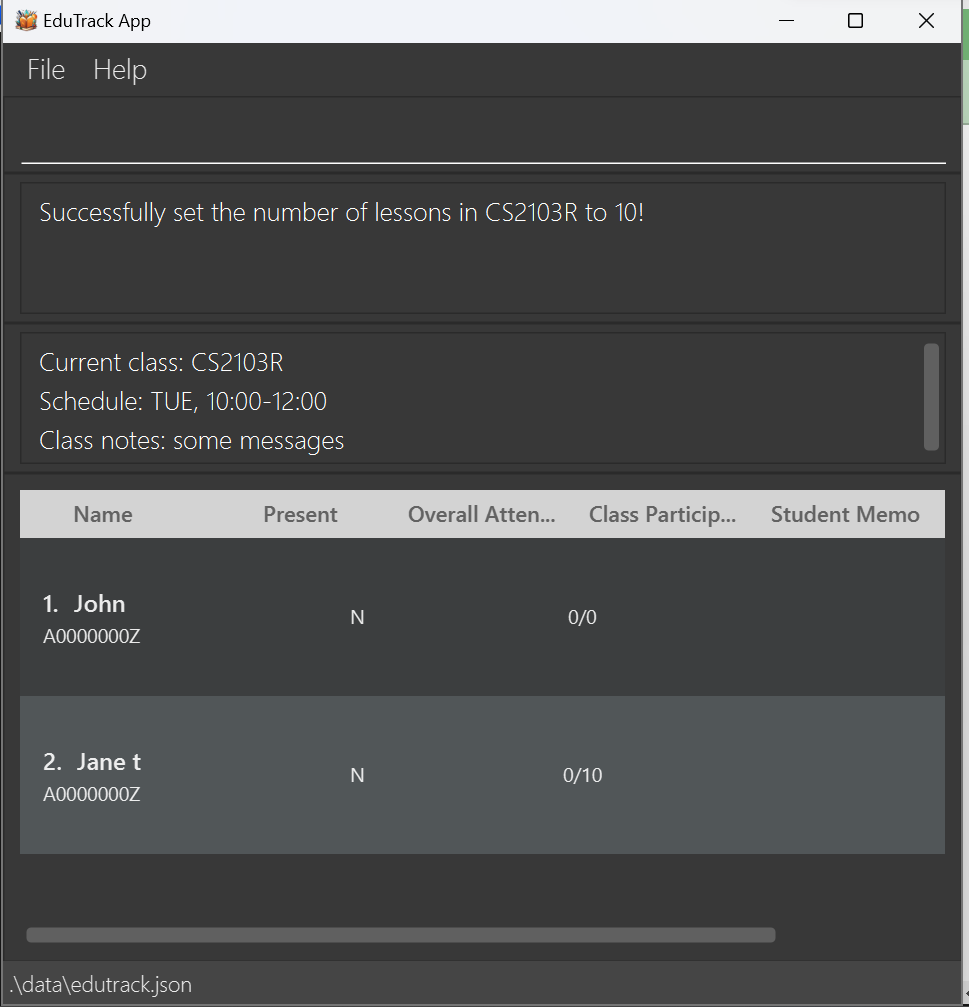 EduTrack App
File Help
Successfully set the number of lessons in CS2103R to 10!
Current class: CS2103R
Schedule: TUE, 10:00-12:00
Class notes: some messages
Name Present Overall Atten... Class Particip... Student Memo
1. John
A0000000Z
N 0/0
2. Jane t
A0000000Z
N 0/10
.\data\edutrack.json